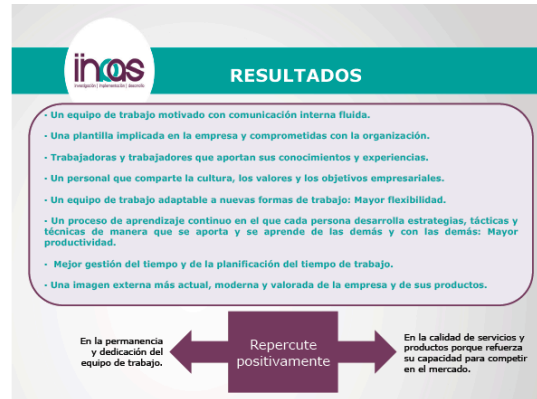 iinoas
Investigación | Implementación | desarrollo
RESULTADOS
- Un equipo de trabajo motivado con comunicación interna fluida.
- Una plantilla implicada en la empresa y comprometidas con la organización.
- Trabajadoras y trabajadores que aportan sus conocimientos y experiencias.
- Un personal que comparte la cultura, los valores y los objetivos empresariales.
- Un equipo de trabajo adaptable a nuevas formas de trabajo: Mayor flexibilidad.
- Un proceso de aprendizaje continuo en el que cada persona desarrolla estrategias, tácticas y
técnicas de manera que se aporta y se aprende de las demás y con las demás: Mayor
productividad.
- Mejor gestión del tiempo y de la planificación del tiempo de trabajo.
- Una imagen externa más actual, moderna y valorada de la empresa y de sus productos.
En la permanencia
y dedicación del
equipo de trabajo.
Repercute
positivamente
En la calidad de servicios y
productos porque refuerza
su capacidad para competir
en el mercado.